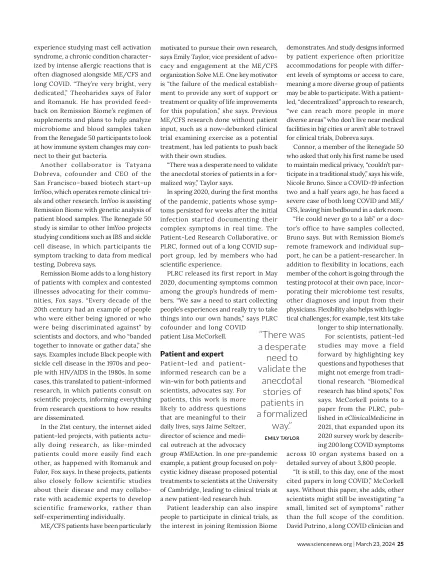 experience studying mast cell activation
syndrome, a chronic condition character-
ized by intense allergic reactions that is
often diagnosed alongside ME/CFS and
long COVID. "They're very bright, very
dedicated," Theoharides says of Falor
and Romanuk. He has provided feed-
back on Remission Biome's regimen of
supplements and plans to help analyze
microbiome and blood samples taken
from the Renegade 50 participants to look
at how immune system changes may con-
nect to their gut bacteria.
Another collaborator is Tatyana
Dobreva, cofounder and CEO of the
San Francisco–based biotech start-up
ImYoo, which operates remote clinical tri-
als and other research. ImYoo is assisting
Remission Biome with genetic analysis of
patient blood samples. The Renegade 50
study is similar to other ImYoo projects
studying conditions such as IBS and sickle
cell disease, in which participants tie
symptom tracking to data from medical
testing, Dobreva says.
Remission Biome adds to a long history
of patients with complex and contested
illnesses advocating for their commu-
nities, Fox says. "Every decade of the
20th century had an example of people
who were either being ignored or who
were being discriminated against" by
scientists and doctors, and who "banded
together to innovate or gather data," she
says. Examples include Black people with
sickle cell disease in the 1970s and peo-
ple with HIV/AIDS in the 1980s. In some
cases, this translated to patient-informed
research, in which patients consult on
scientific projects, informing everything
from research questions to how results
are disseminated.
In the 21st century, the internet aided
patient-led projects, with patients actu-
ally doing research, as like-minded
patients could more easily find each
other, as happened with Romanuk and
Falor, Fox says. In these projects, patients
also closely follow scientific studies
about their disease and may collabo-
rate with academic experts to develop
scientific frameworks, rather than
self-experimenting individually.
ME/CFS patients have been particularly
motivated to pursue their own research,
says Emily Taylor, vice president of advo-
cacy and engagement at the ME/CFS
organization Solve M.E. One key motivator
is "the failure of the medical establish-
ment to provide any sort of support or
treatment or quality of life improvements
for this population," she says. Previous
ME/CFS research done without patient
input, such as a now-debunked clinical
trial examining exercise as a potential
treatment, has led patients to push back
with their own studies.
"There was a desperate need to validate
the anecdotal stories of patients in a for-
malized way," Taylor says.
In spring 2020, during the first months
of the pandemic, patients whose symp-
toms persisted for weeks after the initial
infection started documenting their
complex symptoms in real time. The
Patient-Led Research Collaborative, or
PLRC, formed out of a long COVID sup-
port group, led by members who had
scientific experience.
PLRC released its first report in May
2020, documenting symptoms common
among the group's hundreds of mem-
bers. "We saw a need to start collecting
people's experiences and really try to take
things into our own hands," says PLRC
cofounder and long COVID
patient Lisa McCorkell.
Patient and expert
Patient-led and patient-
informed research can be a
win-win for both patients and
scientists, advocates say. For
patients, this work is more
likely to address questions
that are meaningful to their
daily lives, says Jaime Seltzer,
director of science and medi-
cal outreach at the advocacy
group #MEAction. In one pre-pandemic
example, a patient group focused on poly-
cystic kidney disease proposed potential
treatments to scientists at the University
of Cambridge, leading to clinical trials at
a new patient-led research hub.
Patient leadership can also inspire
people to participate in clinical trials, as
the interest in joining Remission Biome
"There was
a desperate
need to
validate the
anecdotal
stories of
patients in
a formalized
way."
EMILY TAYLOR
demonstrates. And study designs informed
by patient experience often prioritize
accommodations for people with differ-
ent levels of symptoms or access to care,
meaning a more diverse group of patients
may be able to participate. With a patient-
led, "decentralized" approach to research,
"we can reach more people in more
diverse areas" who don't live near medical
facilities in big cities or aren't able to travel
for clinical trials, Dobreva says.
Connor, a member of the Renegade 50
who asked that only his first name be used
to maintain medical privacy, "couldn't par-
ticipate in a traditional study," says his wife,
Nicole Bruno. Since a COVID-19 infection
two and a half years ago, he has faced a
severe case of both long COVID and ME/
CFS, leaving him bedbound in a dark room.
"He could never go to a lab" or a doc-
tor's office to have samples collected,
Bruno says. But with Remission Biome's
remote framework and individual sup-
port, he can be a patient-researcher. In
addition to flexibility in locations, each
member of the cohort is going through the
testing protocol at their own pace, incor-
porating their microbiome test results,
other diagnoses and input from their
physicians. Flexibility also helps with logis-
tical challenges; for example, test kits take
longer to ship internationally.
For scientists, patient-led
studies may move a field
forward by highlighting key
questions and hypotheses that
might not emerge from tradi-
tional research. "Biomedical
research has blind spots," Fox
says. McCorkell points to a
paper from the PLRC, pub-
lished in eClinicalMedicine in
2021, that expanded upon its
2020 survey work by describ-
ing 200 long COVID symptoms
across 10 organ systems based on a
detailed survey of about 3,800 people.
"It is still, to this day, one of the most
cited papers in long COVID," McCorkell
says. Without this paper, she adds, other
scientists might still be investigating "a
small, limited set of symptoms" rather
than the full scope of the condition.
David Putrino, a long COVID clinician and
www.sciencenews.org | March 23, 2024 25